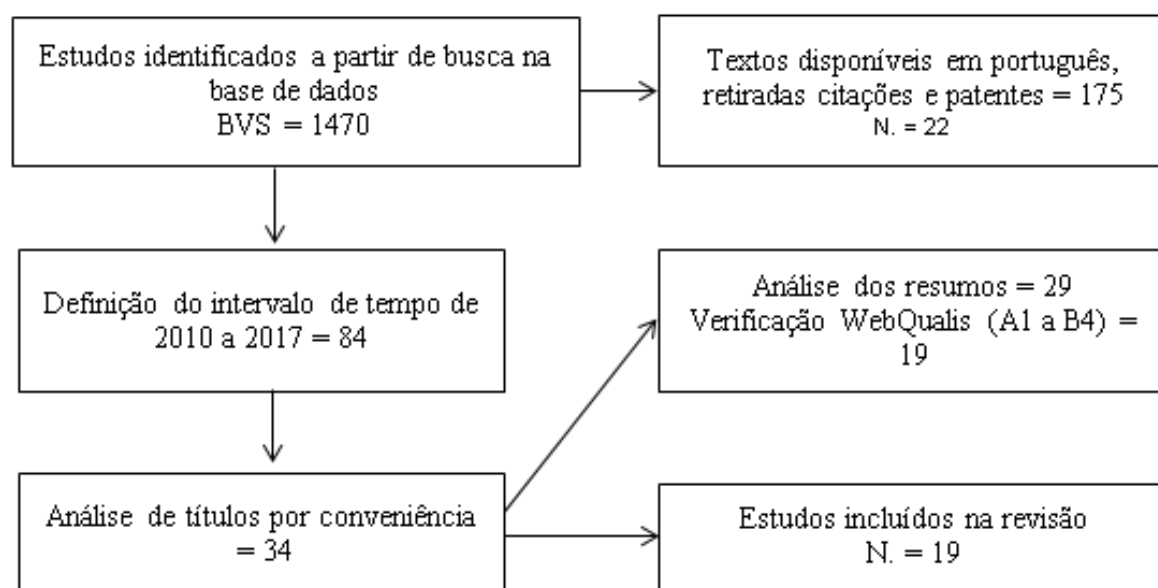 Estudos identificados a partir de busca na
base de dados
BVS = 1470
Textos disponíveis em português,
retiradas citações e patentes = 175
N. = 22
Definição do intervalo de tempo de
2010 a 2017 = 84
Análise dos resumos = 29
Verificação WebQualis (A1 a B4) =
19
Análise de títulos por conveniência
= 34
Estudos incluídos na revisão
N. = 19